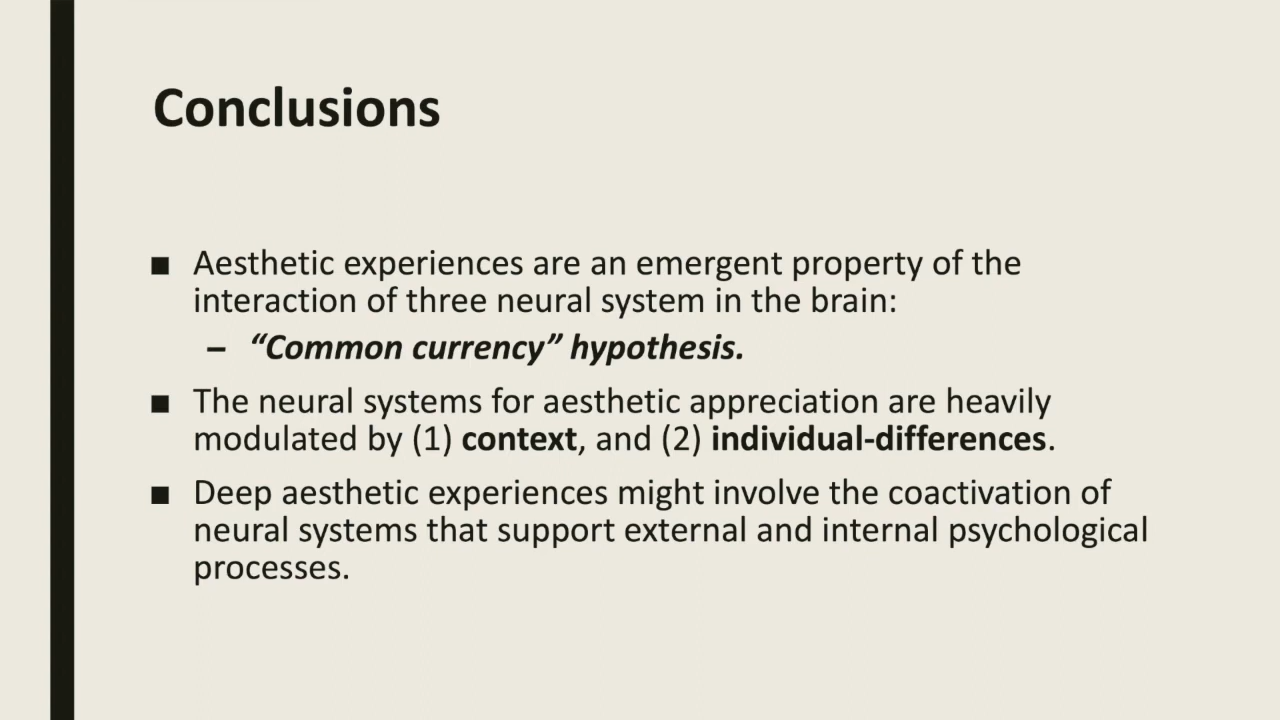 Conclusions
■ Aesthetic experiences are an emergent property of the
interaction of three neural system in the brain:
– “Common currency” hypothesis.
■ The neural systems for aesthetic appreciation are heavily
modulated by (1) context, and (2) individual-differences.
■ Deep aesthetic experiences might involve the coactivation of
neural systems that support external and internal psychological
processes.